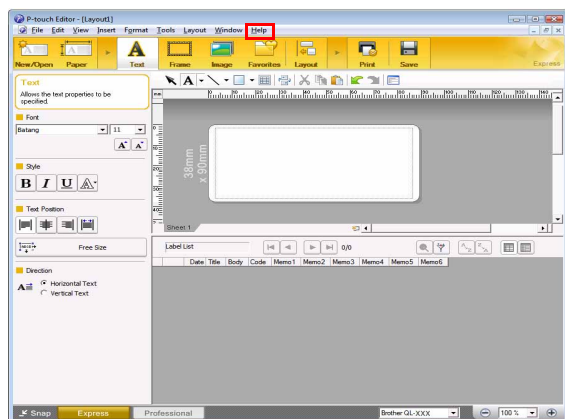 P-touch Editor - [Layout1]
File Edit View Insert Format Tools Layout Window Help
New/Open Paper Text Frame Image Favorites Layout Print Save Express
Text
Allows the text properties to be
specified.
Font
Batang 11
A A
Style
B I U A
Text Position
Free Size
Direction
A Horizontal Text
Vertical Text
mm
38mm
x 90mm
Sheet 1
Label List 0/0
Date Title Body Code Memo1 Memo2 Memo3 Memo4 Memo5 Memo6
Snap Express Professional Brother QL-XXX 100 %